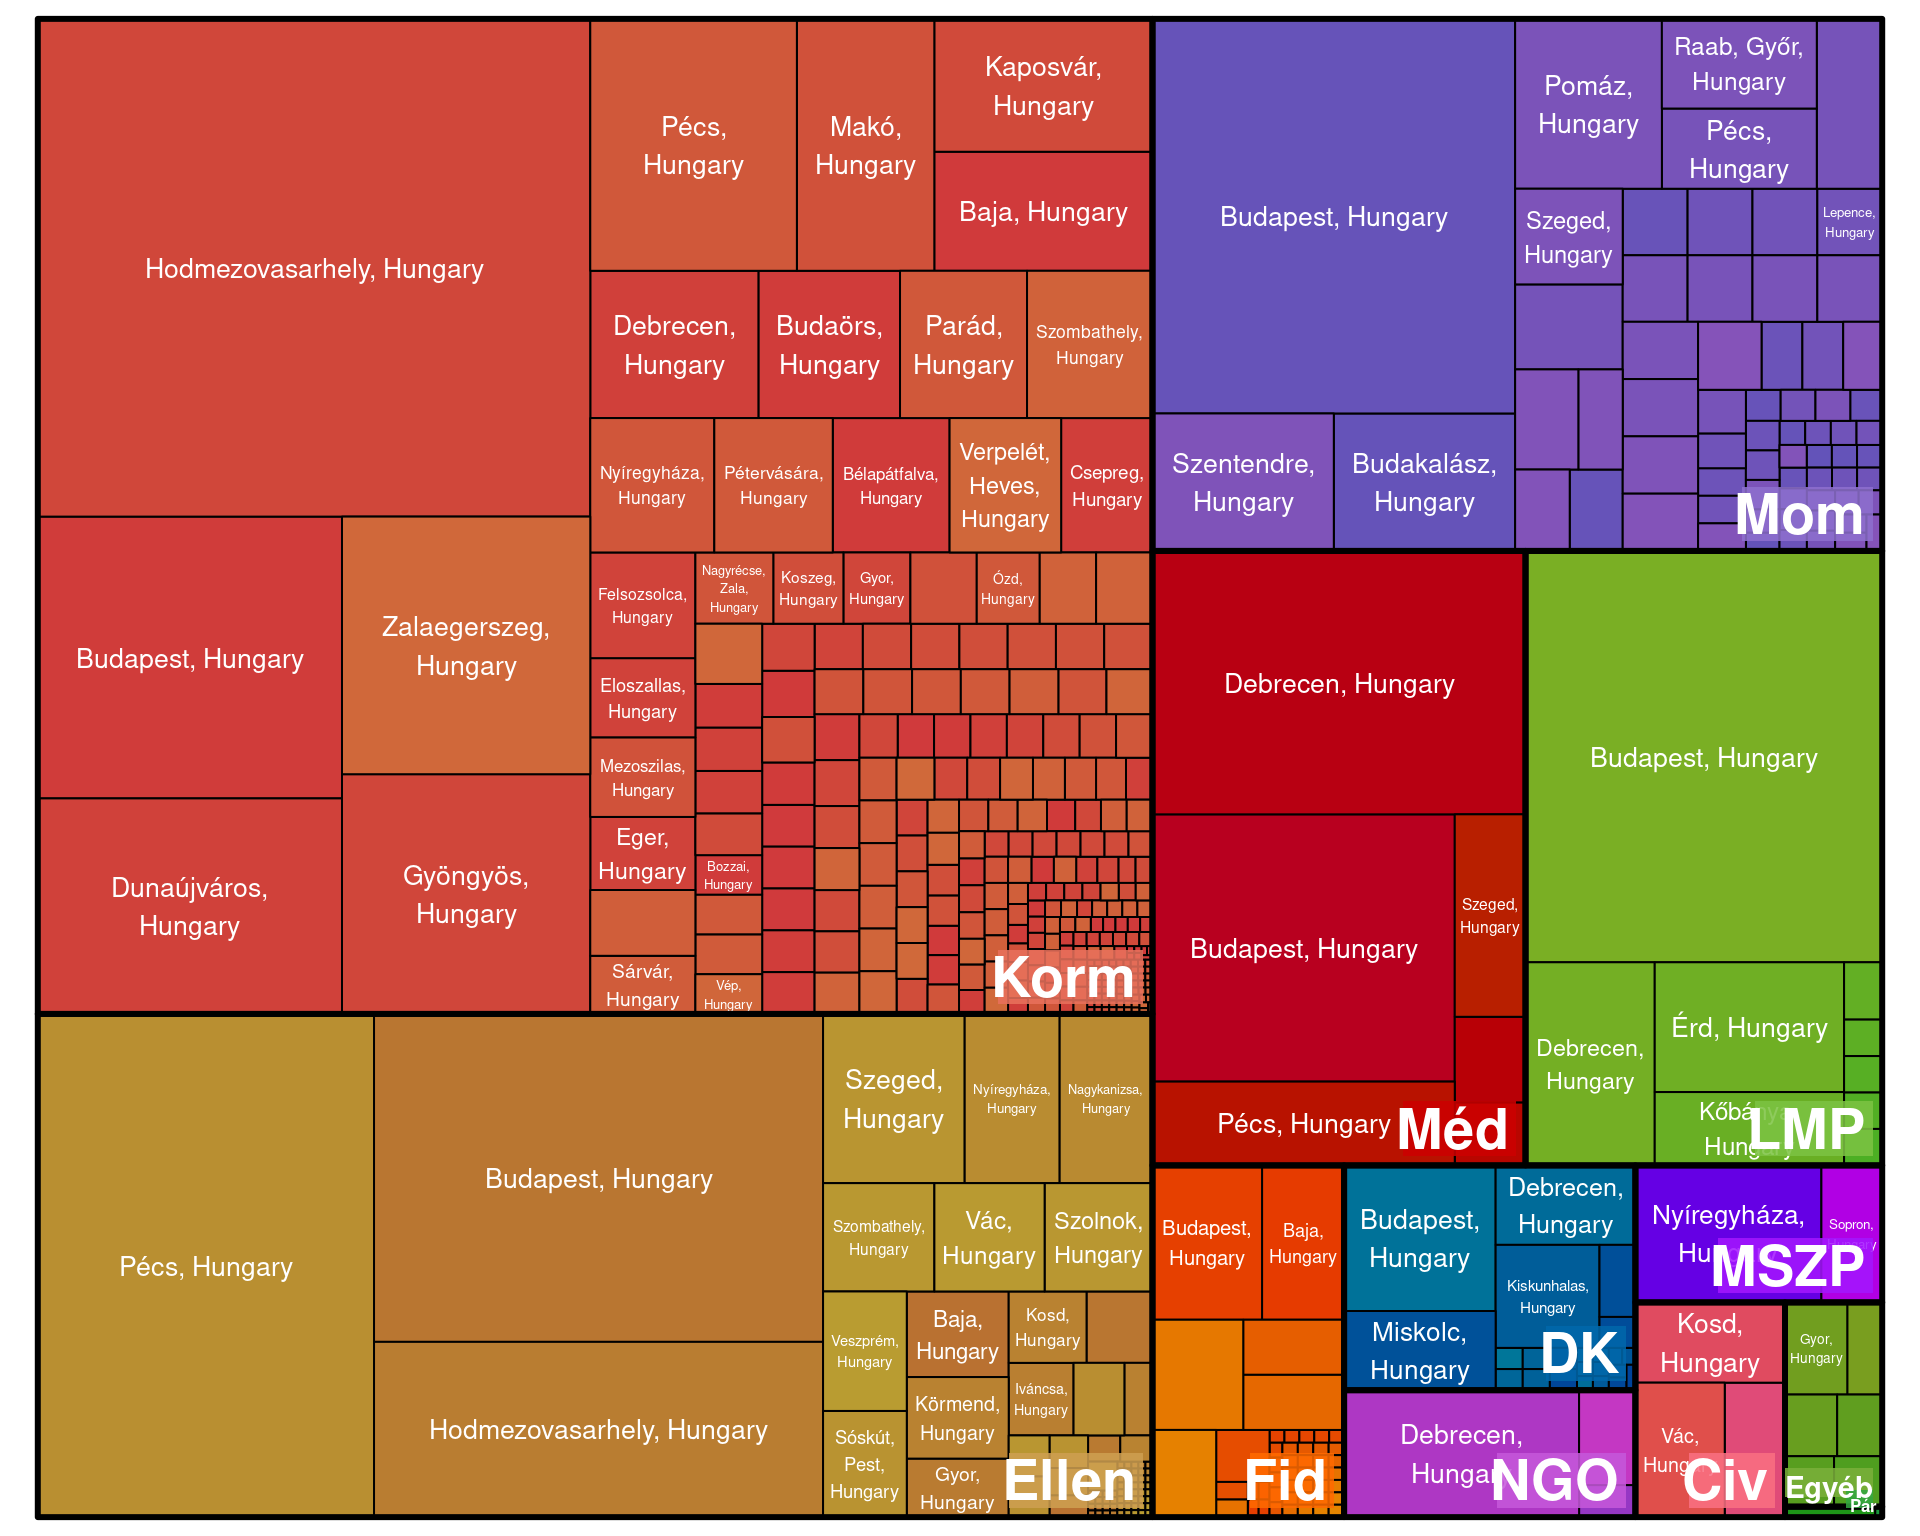 Hodmezovasarhely, Hungary
Pécs,
Hungary
Makó,
Hungary
Kaposvár,
Hungary
Baja, Hungary
Debrecen,
Hungary
Budaörs,
Hungary
Parád,
Hungary
Szombathely,
Hungary
Nyíregyháza,
Hungary
Pétervására,
Hungary
Bélapátfalva,
Hungary
Verpelét,
Heves,
Hungary
Csepreg,
Hungary
Budapest, Hungary
Zalaegerszeg,
Hungary
Dunaújváros,
Hungary
Gyöngyös,
Hungary
Felsozsolca,
Hungary
Nagyrécse,
Zala,
Hungary
Koszeg,
Hungary
Gyor,
Hungary
Ózd,
Hungary
Eloszallas,
Hungary
Mezoszilas,
Hungary
Eger,
Hungary
Bozzai,
Hungary
Sárvár,
Hungary
Vép,
Hungary
Korm
Budapest, Hungary
Pomáz,
Hungary
Raab, Győr,
Hungary
Pécs,
Hungary
Szeged,
Hungary
Lepence,
Hungary
Szentendre,
Hungary
Budakalász,
Hungary
Mom
Debrecen, Hungary
Budapest, Hungary
Szeged,
Hungary
Pécs, Hungary
Méd
Budapest, Hungary
Debrecen,
Hungary
Érd, Hungary
Kőbánya,
Hungary
LMP
Pécs, Hungary
Budapest, Hungary
Hodmezovasarhely, Hungary
Szeged,
Hungary
Nyíregyháza,
Hungary
Nagykanizsa,
Hungary
Szombathely,
Hungary
Vác,
Hungary
Szolnok,
Hungary
Veszprém,
Hungary
Baja,
Hungary
Kosd,
Hungary
Körmend,
Hungary
Iváncsa,
Hungary
Sóskút,
Pest,
Hungary
Gyor,
Hungary
Ellen
Budapest,
Hungary
Baja,
Hungary
Fid
Budapest,
Hungary
Debrecen,
Hungary
Kiskunhalas,
Hungary
Miskolc,
Hungary
DK
Debrecen,
Hungary
NGO
Nyíregyháza,
Hungary
Sopron,
Hungary
MSZP
Kosd,
Hungary
Vác,
Hungary
Civ
Gyor,
Hungary
Egyéb
Pár